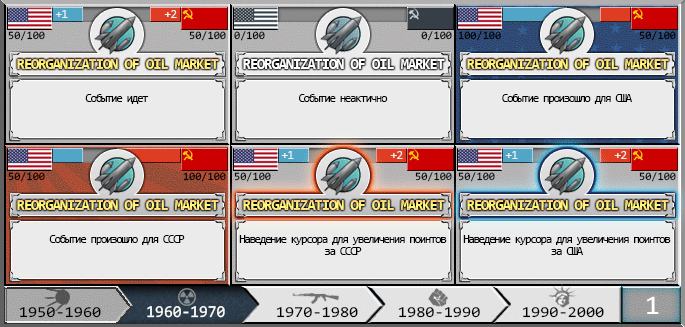 +1 +2
50/100 50/100
REORGANIZATION OF OIL MARKET
Событие идет
0/100 0/100
REORGANIZATION OF OIL MARKET
Событие неактично
100/100 50/100
REORGANIZATION OF OIL MARKET
Событие произошло для США
50/100 100/100
REORGANIZATION OF OIL MARKET
Событие произошло для СССР
+1 +2
50/100 50/100
REORGANIZATION OF OIL MARKET
Наведение курсора для увеличения поинтов
за СССР
+1 +2
50/100 50/100
REORGANIZATION OF OIL MARKET
Наведение курсора для увеличения поинтов
за США
1950-1960 1960-1970 1970-1980 1980-1990 1990-2000 1